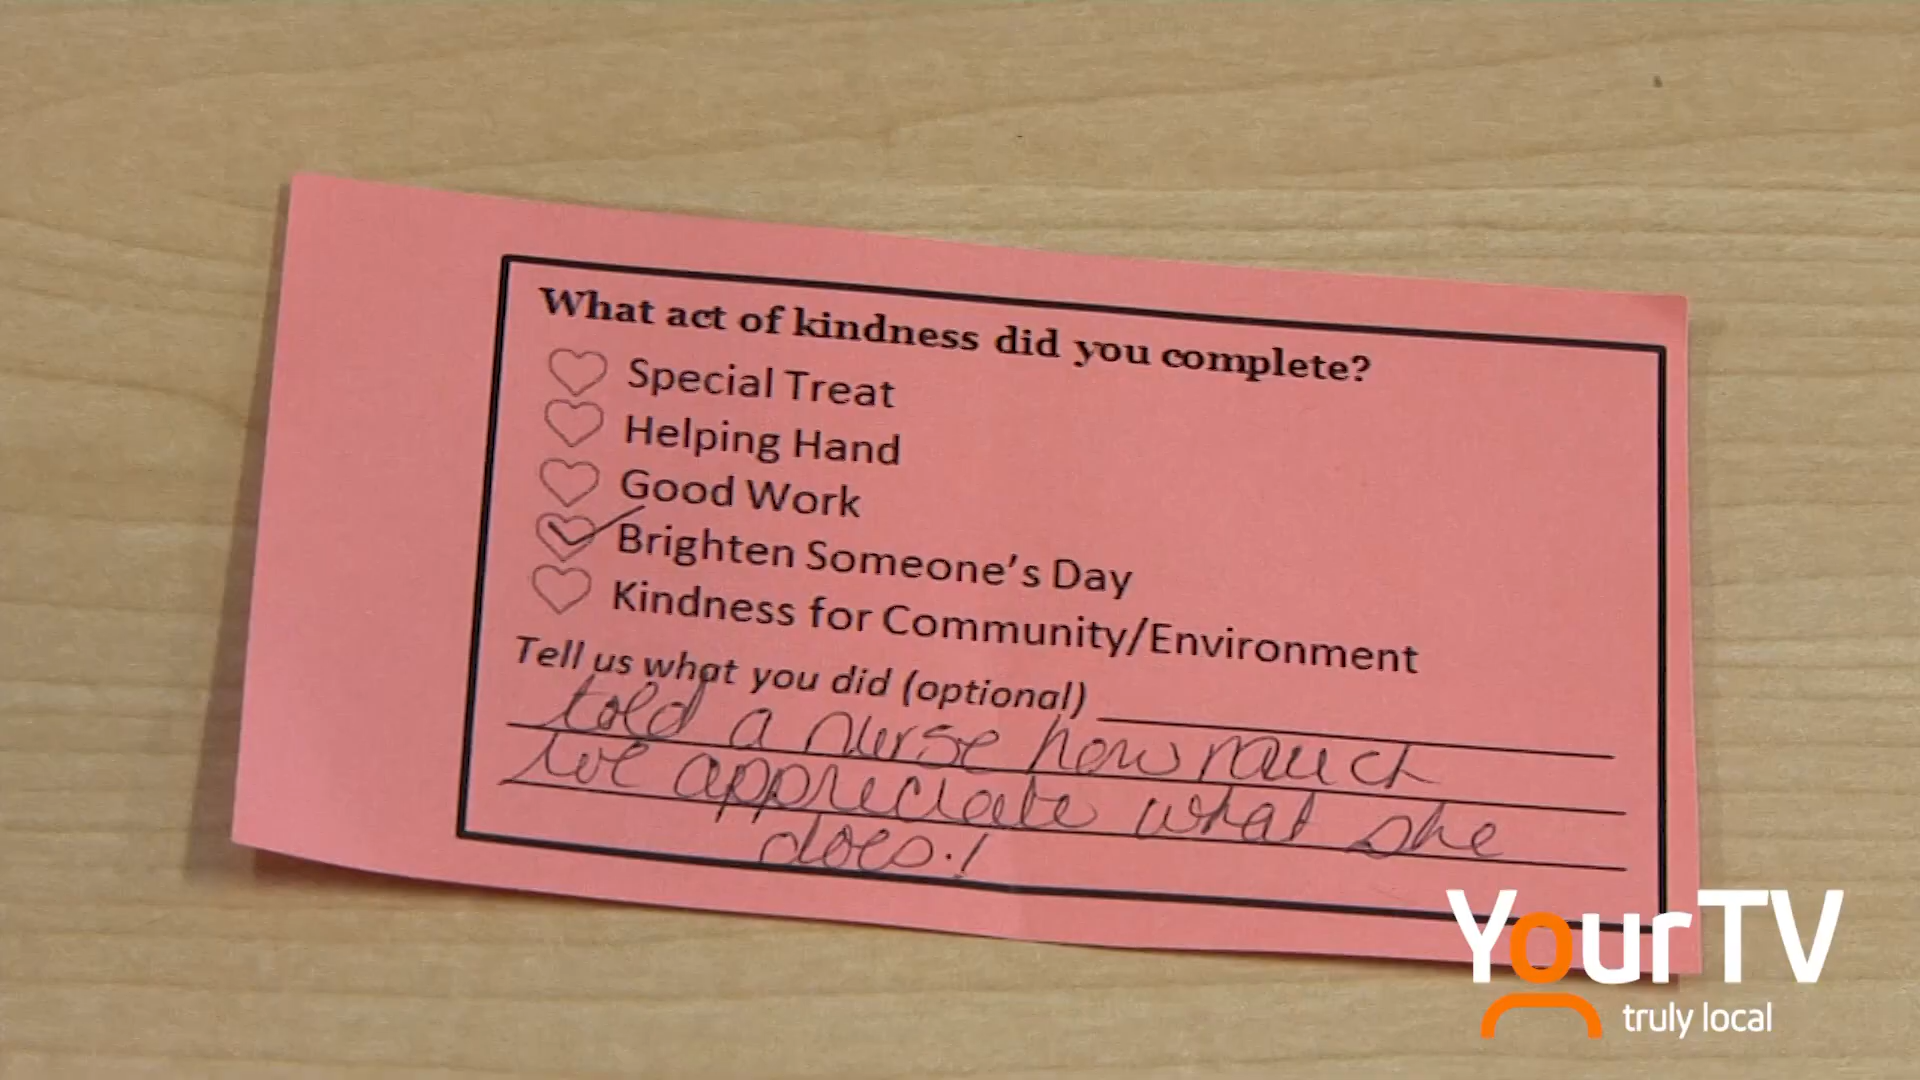 What act of kindness did you complete?
Special Treat
Helping Hand
Good Work
Brighten Someone's Day
Kindness for Community/Environment
Tell us what you did (optional)
told a nurse how much
we appreciate what she
does.!
YourTV
truly local